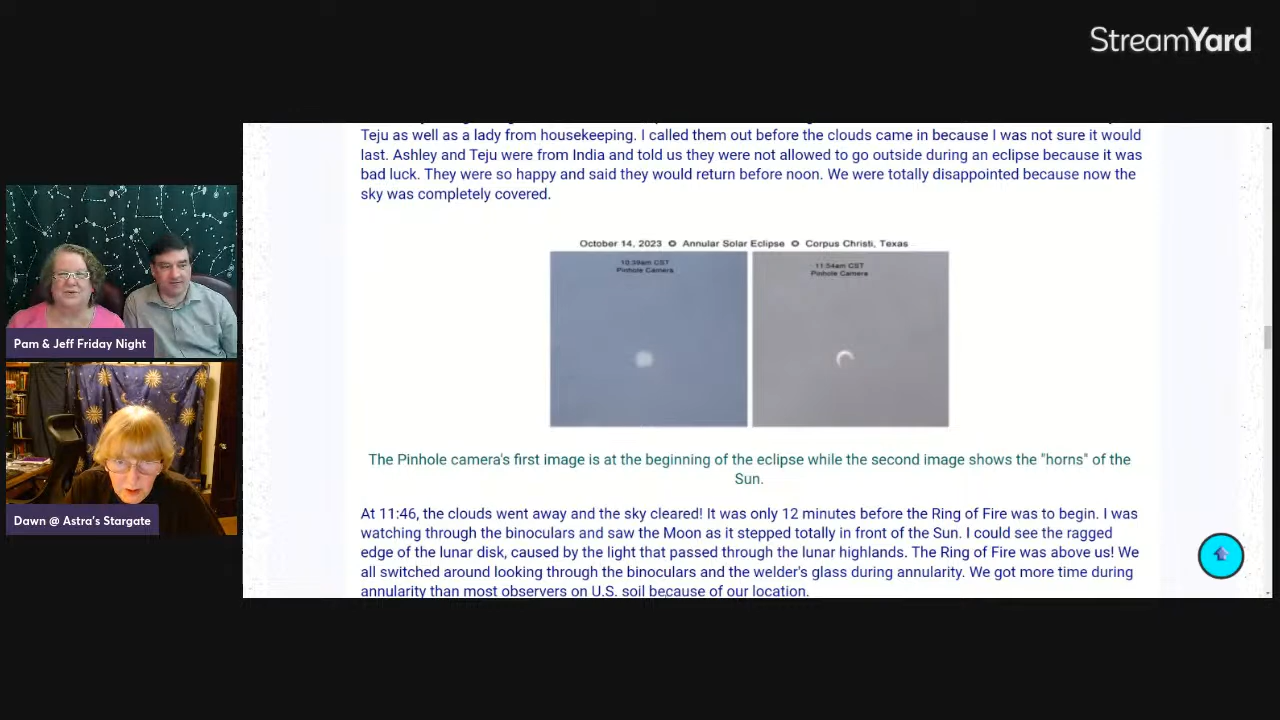 StreamYard
Teju as well as a lady from housekeeping. I called them out before the clouds came in because I was not sure it would
last. Ashley and Teju were from India and told us they were not allowed to go outside during an eclipse because it was
bad luck. They were so happy and said they would return before noon. We were totally disappointed because now the
sky was completely covered.
October 14, 2023 ✪ Annular Solar Eclipse ✪ Corpus Christi, Texas
10:39am CST
Pinhole Camera
11:54am CST
Pinhole Camera
The Pinhole camera's first image is at the beginning of the eclipse while the second image shows the "horns" of the
Sun.
At 11:46, the clouds went away and the sky cleared! It was only 12 minutes before the Ring of Fire was to begin. I was
watching through the binoculars and saw the Moon as it stepped totally in front of the Sun. I could see the ragged
edge of the lunar disk, caused by the light that passed through the lunar highlands. The Ring of Fire was above us! We
all switched around looking through the binoculars and the welder's glass during annularity. We got more time during
annularity than most observers on U.S. soil because of our location.
Pam & Jeff Friday Night
Dawn @ Astra's Stargate